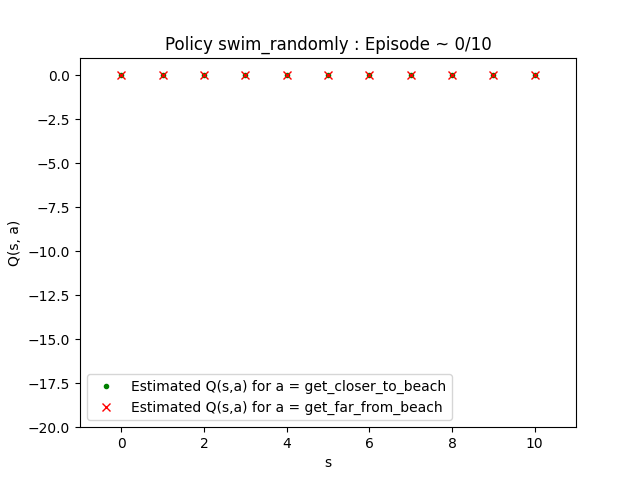 Policy swim_randomly : Episode ~ 0/10
0.0
−2.5
−5.0
−7.5
−10.0
−12.5
−15.0
−17.5
−20.0
Q(s, a)
Estimated Q(s,a) for a = get_closer_to_beach
Estimated Q(s,a) for a = get_far_from_beach
0 2 4 6 8 10
s